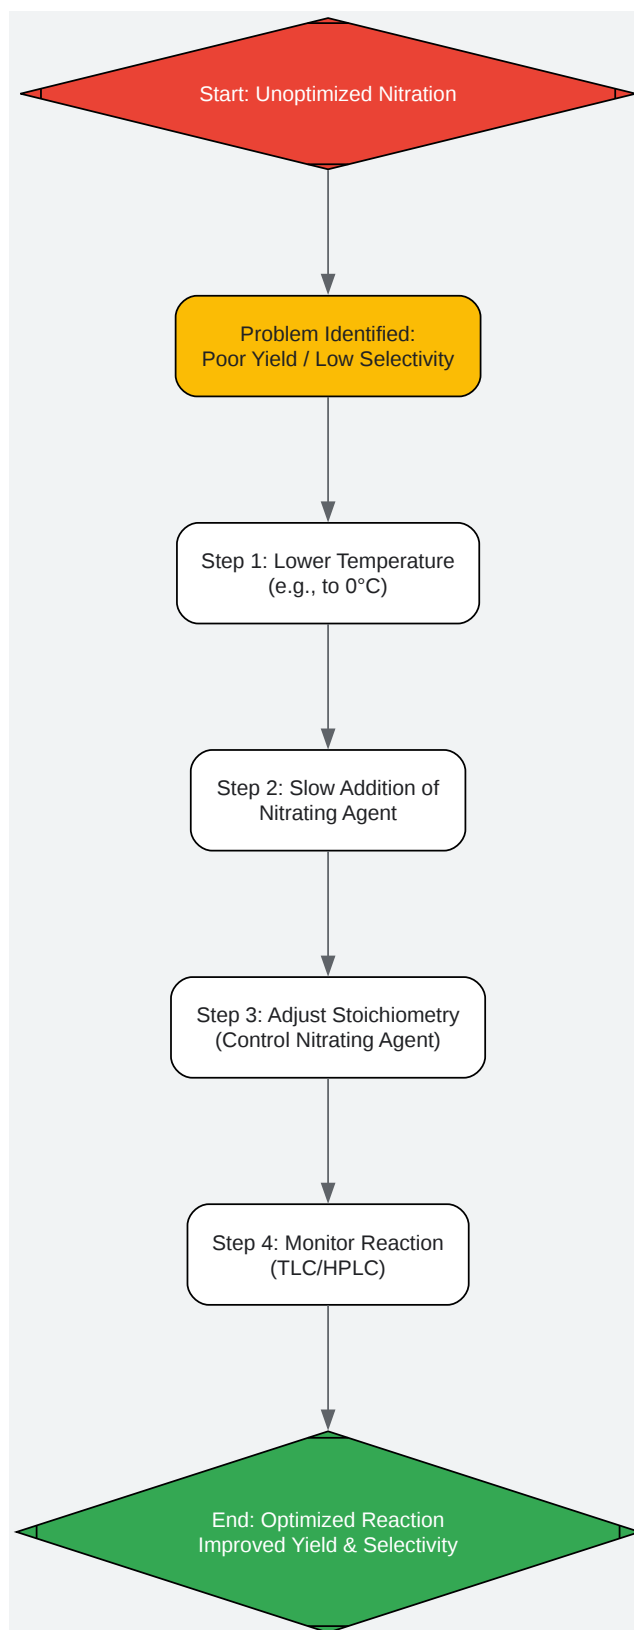 Start: Unoptimized Nitration
Problem Identified:
Poor Yield / Low Selectivity
Step 1: Lower Temperature
(e.g., to 0°C)
Step 2: Slow Addition of
Nitrating Agent
Step 3: Adjust Stoichiometry
(Control Nitrating Agent)
Step 4: Monitor Reaction
(TLC/HPLC)
End: Optimized Reaction
Improved Yield & Selectivity